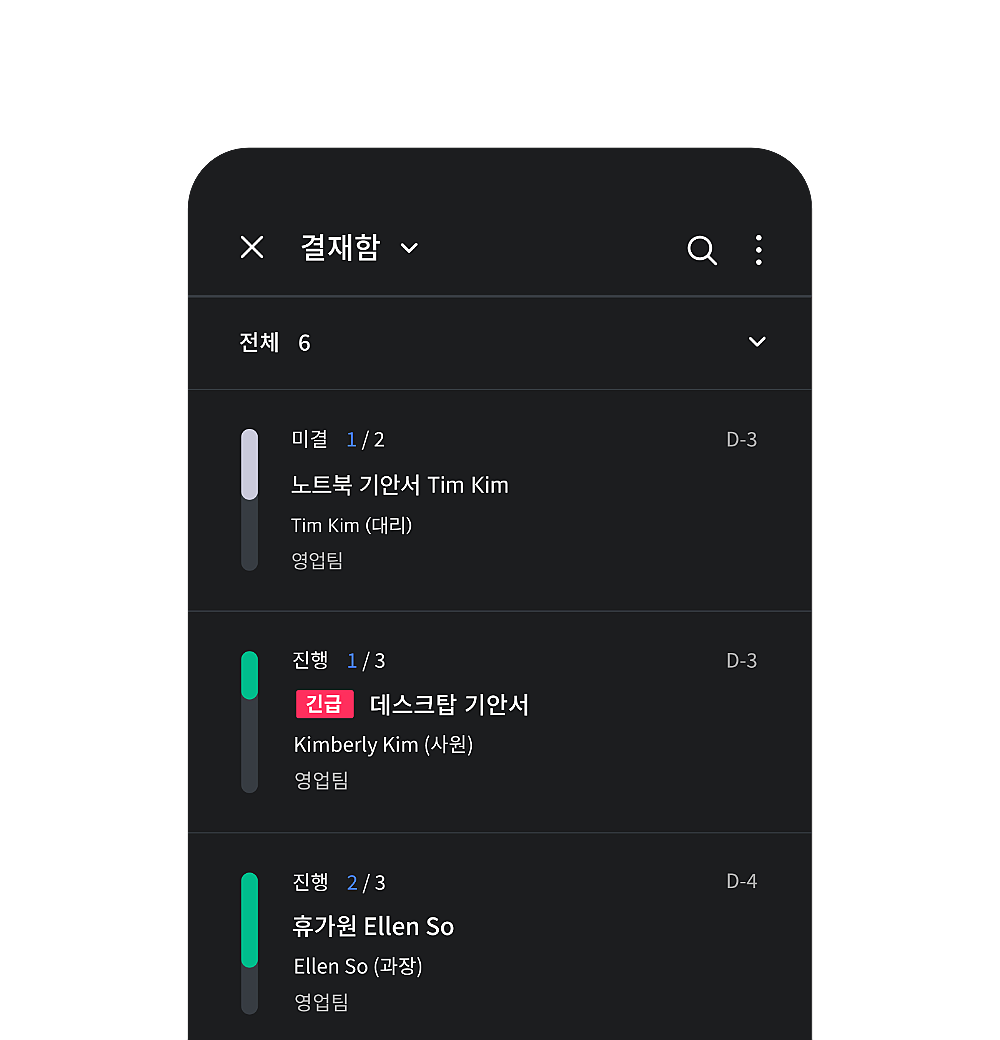 결재함
전체 6
미결 1 / 2 D-3
노트북 기안서 Tim Kim
Tim Kim (대리)
영업팀
진행 1 / 3 D-3
긴급 데스크탑 기안서
Kimberly Kim (사원)
영업팀
진행 2 / 3 D-4
휴가원 Ellen So
Ellen So (과장)
영업팀